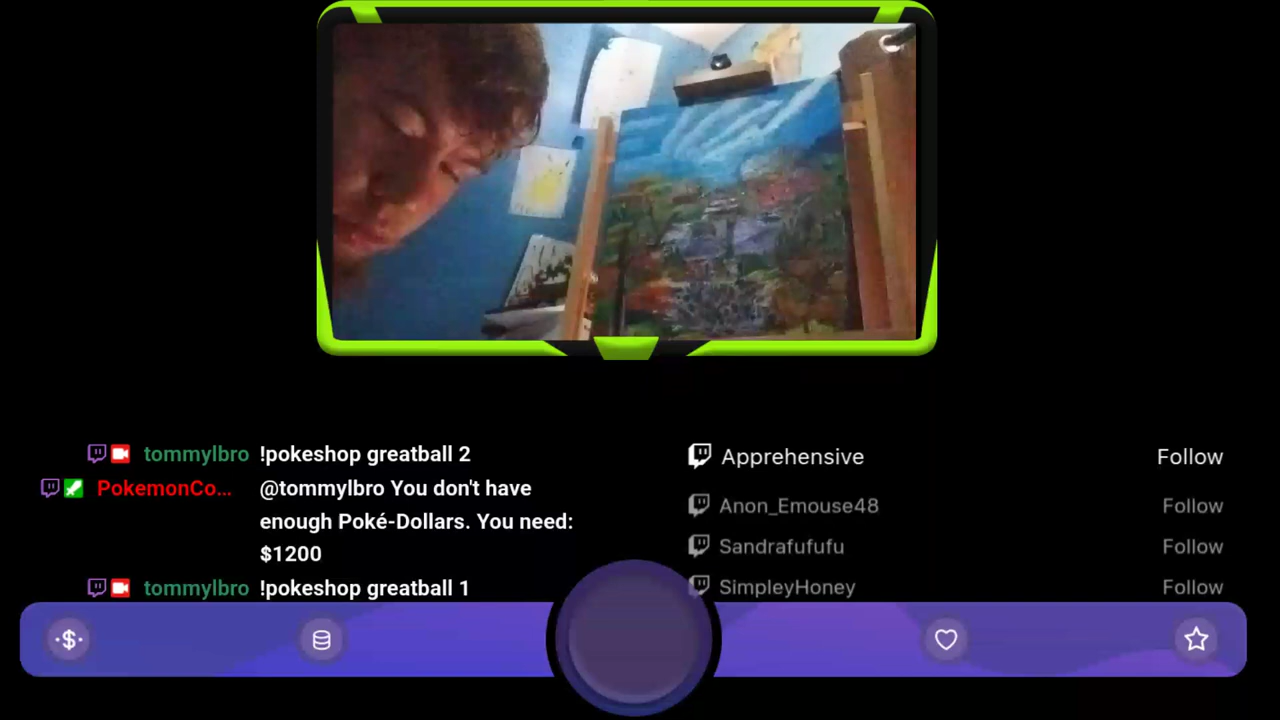 tommylbro !pokeshop greatball 2
PokemonCo... @tommylbro You don't have
enough Poké-Dollars. You need:
$1200
tommylbro !pokeshop greatball 1
Apprehensive Follow
Anon_Emouse48 Follow
Sandrafufufu Follow
SimpleyHoney Follow